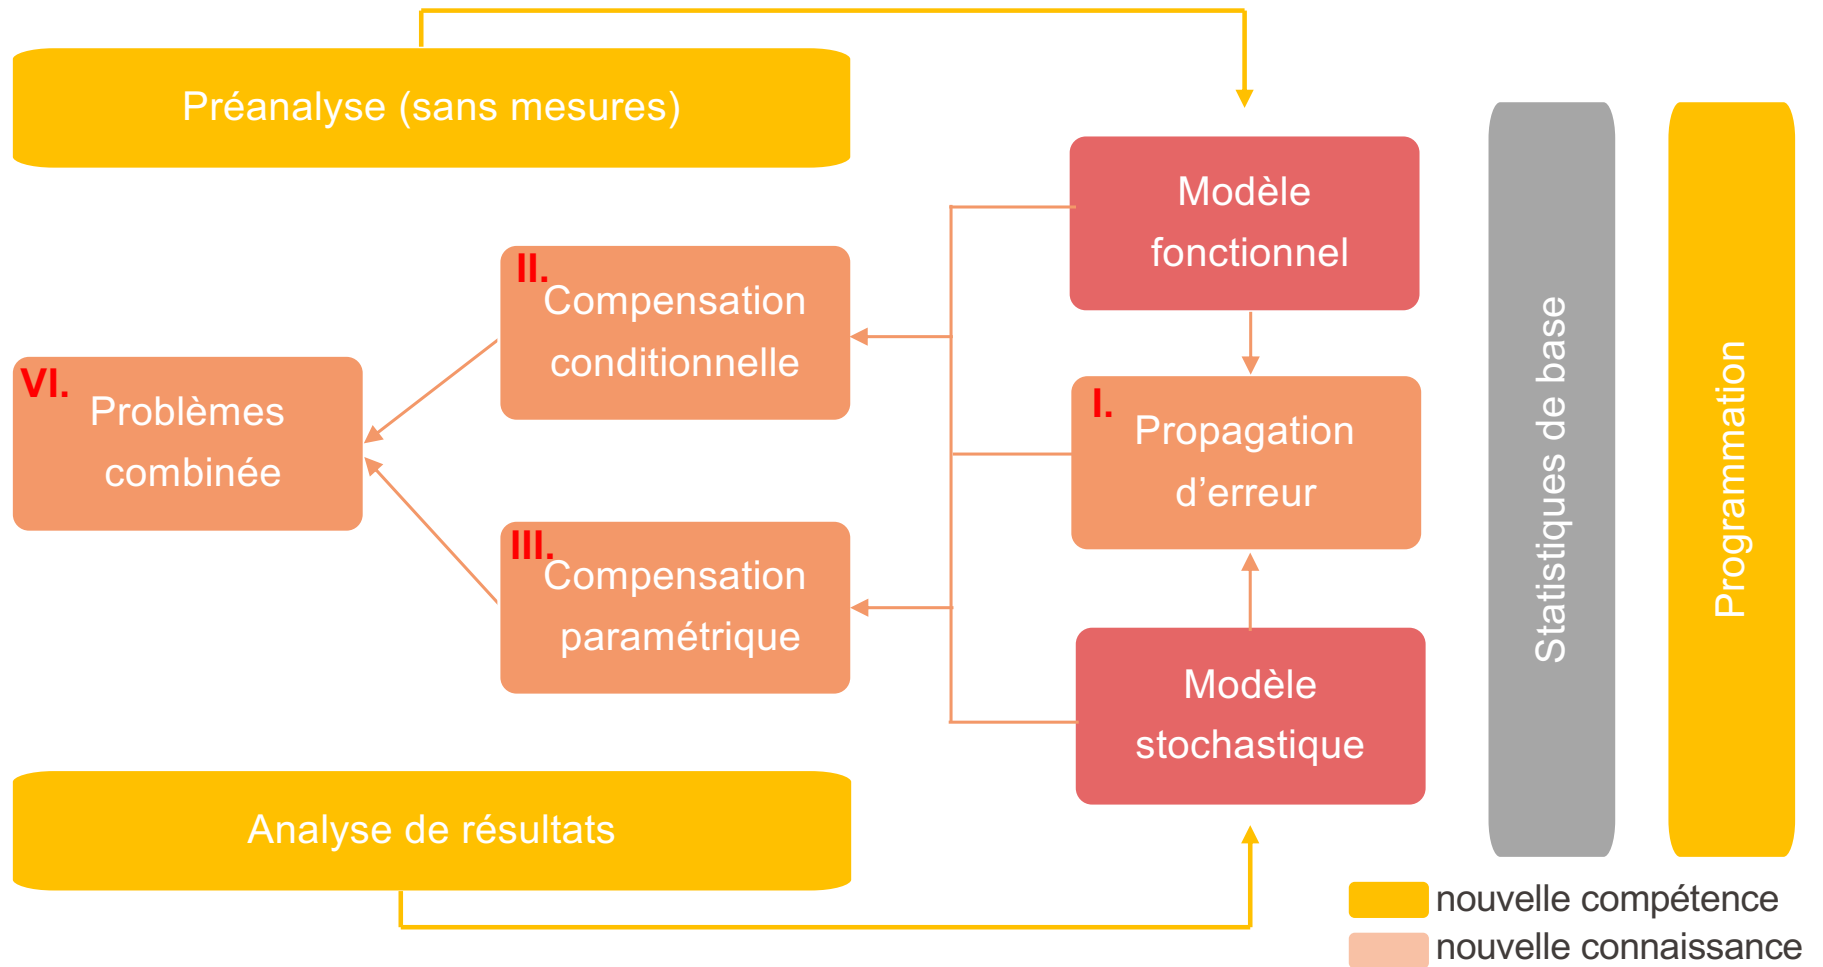 Préanalyse (sans mesures)
Modèle
fonctionnel
II.
Compensation
conditionnelle
VI.
Problèmes
combinée
I.
Propagation
d’erreur
III.
Compensation
paramétrique
Modèle
stochastique
Analyse de résultats
Statistiques de base
Programmation
nouvelle compétence
nouvelle connaissance